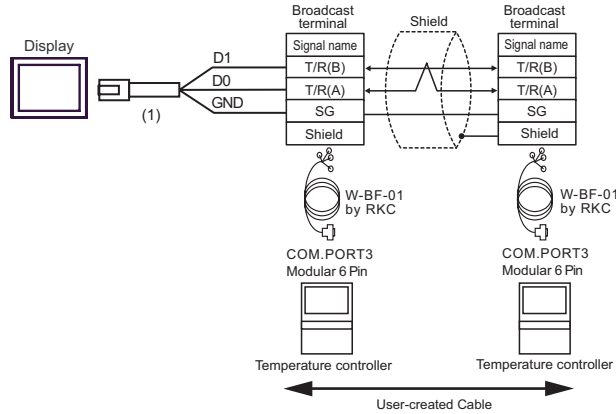 Broadcast
terminal
Shield
Broadcast
terminal
Display
Signal name
Signal name
D1
T/R(B)
T/R(B)
D0
T/R(A)
T/R(A)
(1)
GND
SG
SG
Shield
Shield
W-BF-01
by RKC
W-BF-01
by RKC
COM.PORT3
Modular 6 Pin
COM.PORT3
Modular 6 Pin
Temperature controller
Temperature controller
User-created Cable